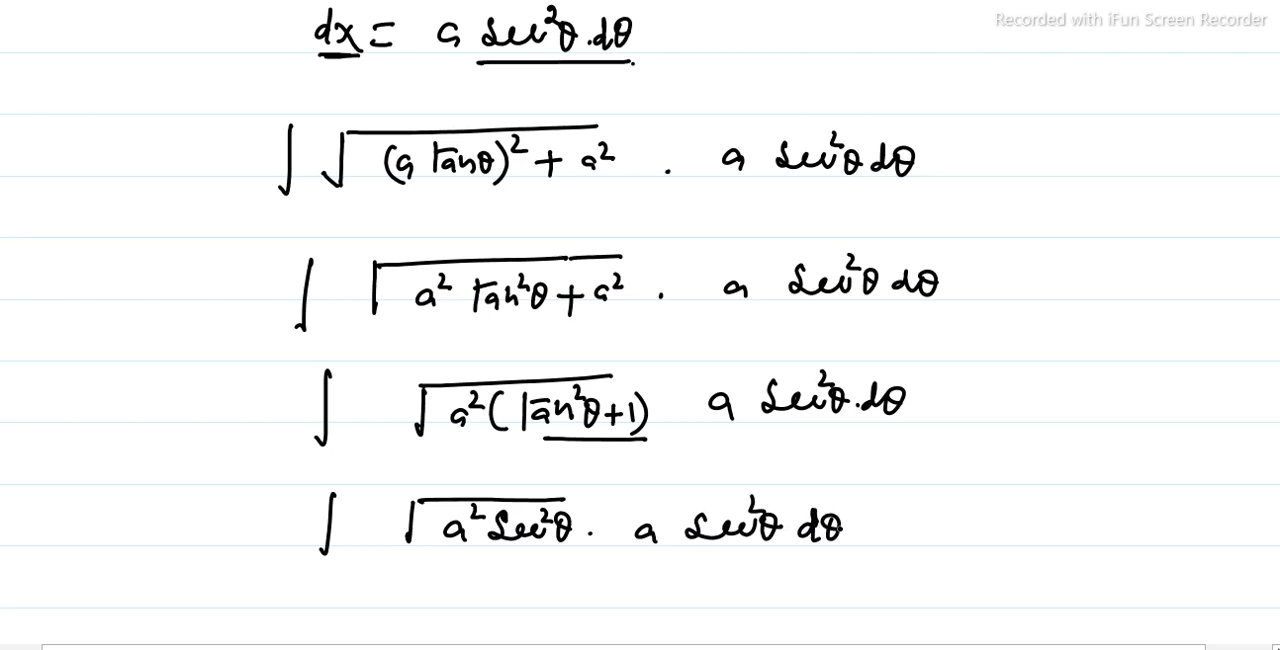 Recorded with iFun Screen Recorder
dx = a sec²θ.dθ
∫ √(a tanθ)² + a² . a sec²θ dθ
∫ √a² tan²θ + a² . a sec²θ dθ
∫ √a²(tan²θ+1) a sec²θ.dθ
∫ √a² sec²θ . a sec²θ dθ